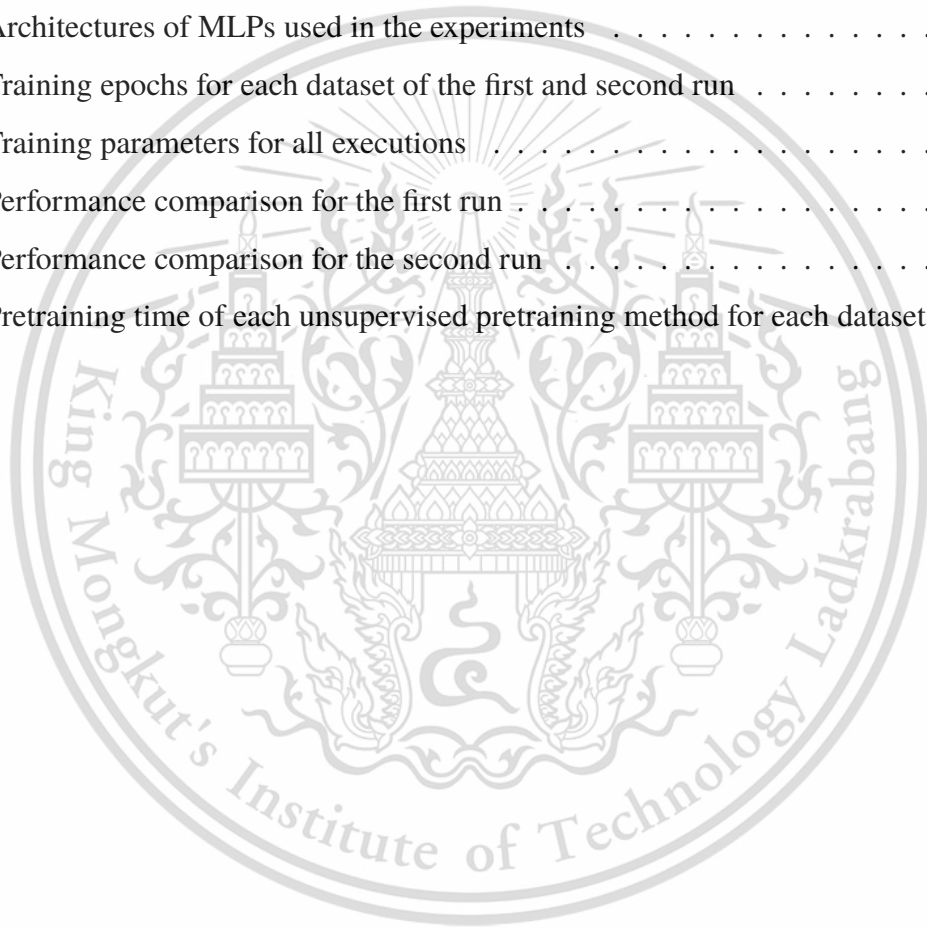 Architectures of MLPs used in the experiments . . . . . . . . . . . . . .
Training epochs for each dataset of the first and second run . . . . . . . .
Training parameters for all executions . . . . . . . . . . . . . . . . . . .
Performance comparison for the first run . . . . . . . . . . . . . . . . . .
Performance comparison for the second run . . . . . . . . . . . . . . . .
Pretraining time of each unsupervised pretraining method for each dataset
King Mongkut's Institute of Technology Ladkrabang